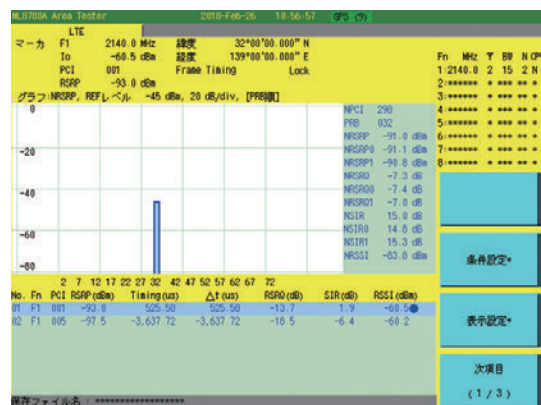 ML8780A Area Tester 2018-Feb-26 18:56:57 GPS (9)
LTE
マーカ F1 2140.0 MHz 緯度 32°00'00.000" N
Io -60.5 dBm 経度 139°00'00.000" E
PCI 001 Frame Timing Lock
RSRP -93.0 dBm
グラフ:NRSRP, REFレベル -45 dBm, 20 dB/div, [PRB順]
Fn MHz T BW N CP
1:2140.0 2 15 2 N
2:****** * *** ** *
3:****** * *** ** *
4:****** * *** ** *
5:****** * *** ** *
6:****** * *** ** *
7:****** * *** ** *
8:****** * *** ** *
0
-20
-40
-60
-80
2 7 12 17 22 27 32 42 47 52 57 62 67 72
NPCI 298
PRB 032
NRSRP -91.0 dBm
NRSRP0 -91.1 dBm
NRSRP1 -90.8 dBm
NRSRQ -7.3 dB
NRSRQ0 -7.4 dB
NRSRQ1 -7.0 dB
NSIR 15.0 dB
NSIR0 14.8 dB
NSIR1 15.3 dB
NRSSI -83.0 dBm
No. Fn PCI RSRP(dBm) Timing(us) Δt(us) RSRQ(dB) SIR(dB) RSSI(dBm)
01 F1 001 -93.0 525.50 525.50 -13.7 1.9 -60.5
02 F1 005 -97.5 -3,637.72 -3,637.72 -18.5 -6.4 -60.2
条件設定*
表示設定*
次項目
(1/3)
保存ファイル名 : ******************